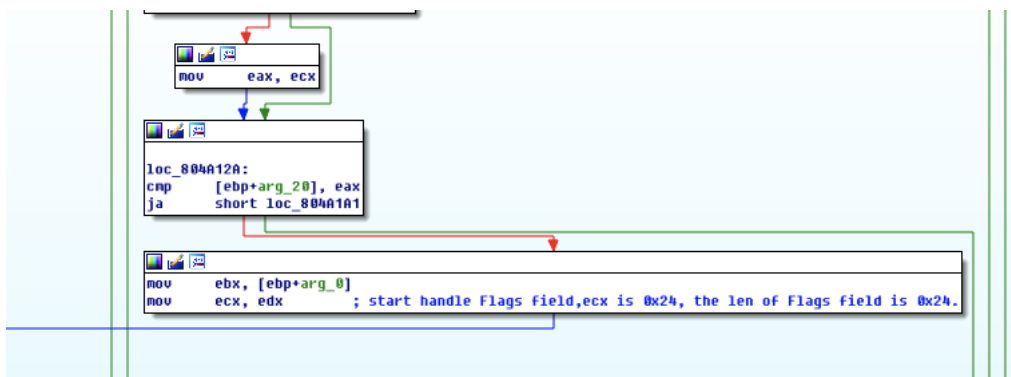 mov eax, ecx
loc_804A12A:
cmp [ebp+arg_20], eax
ja short loc_804A1A1
mov ebx, [ebp+arg_0]
mov ecx, edx ; start handle Flags field,ecx is 0x24, the len of Flags field is 0x24.